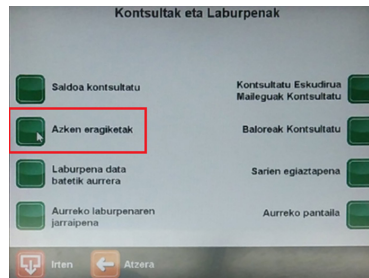 Kontsultak eta Laburpenak
Saldoa kontsultatu
Kontsultatu Eskudirua
Maileguak Kontsultatu
Azken eragiketak
Baloreak Kontsultatu
Laburpena data
batetik aurrera
Sarien egiaztapena
Aurreko laburpenaren
jarraipena
Aurreko pantaila
Irten
Atzera